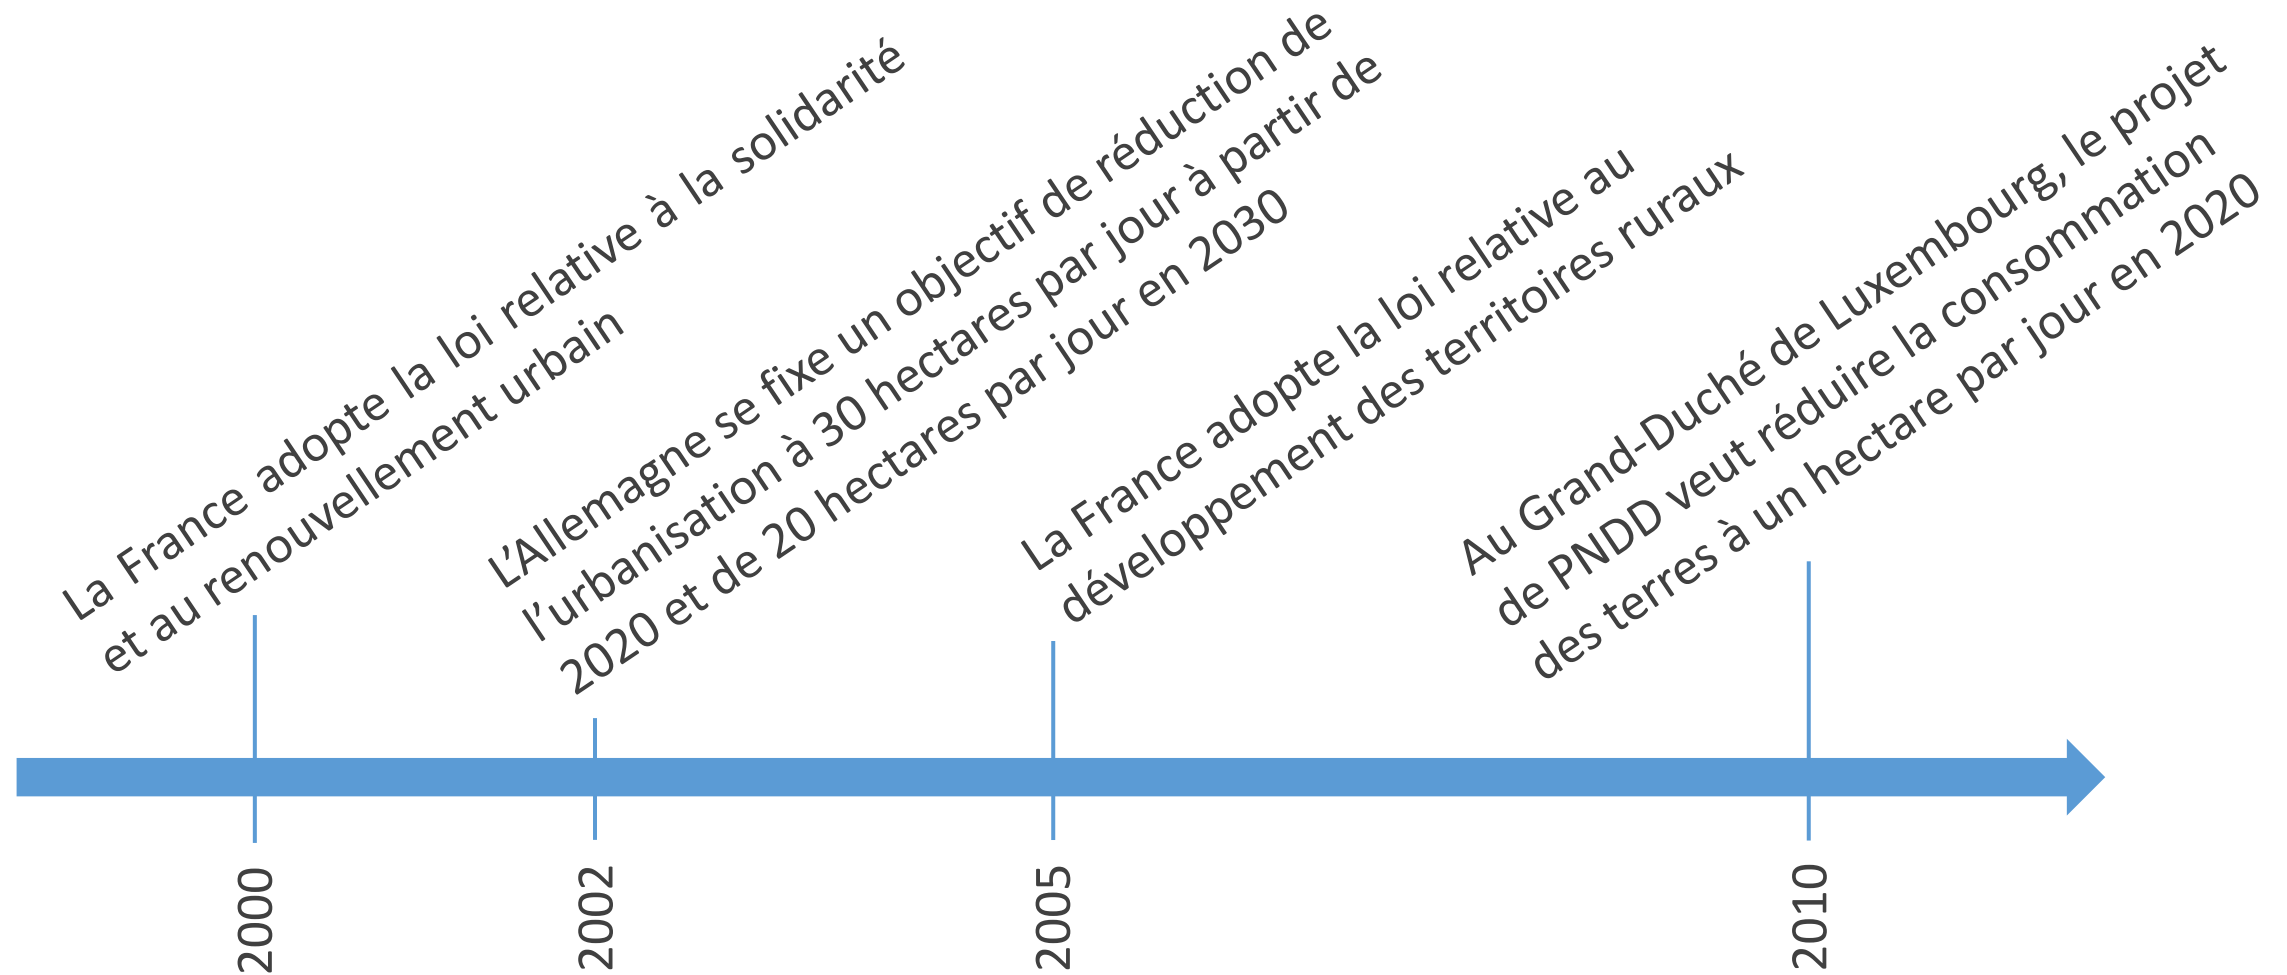 La France adopte la loi relative à la solidarité
et au renouvellement urbain
L’Allemagne se fixe un objectif de réduction de
l’urbanisation à 30 hectares par jour à partir de
2020 et de 20 hectares par jour en 2030
La France adopte la loi relative au
développement des territoires ruraux
Au Grand-Duché de Luxembourg, le projet
de PNDD veut réduire la consommation
des terres à un hectare par jour en 2020
2000
2002
2005
2010